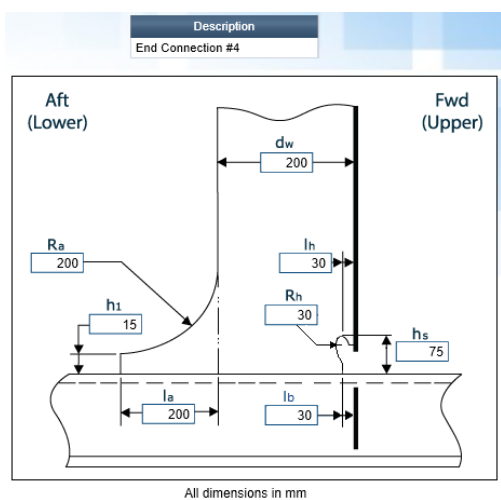 Description
End Connection #4
Aft
(Lower)
Fwd
(Upper)
dw
200
Ra
200
lh
30
h1
15
Rh
30
hs
75
la
200
lb
30
All dimensions in mm